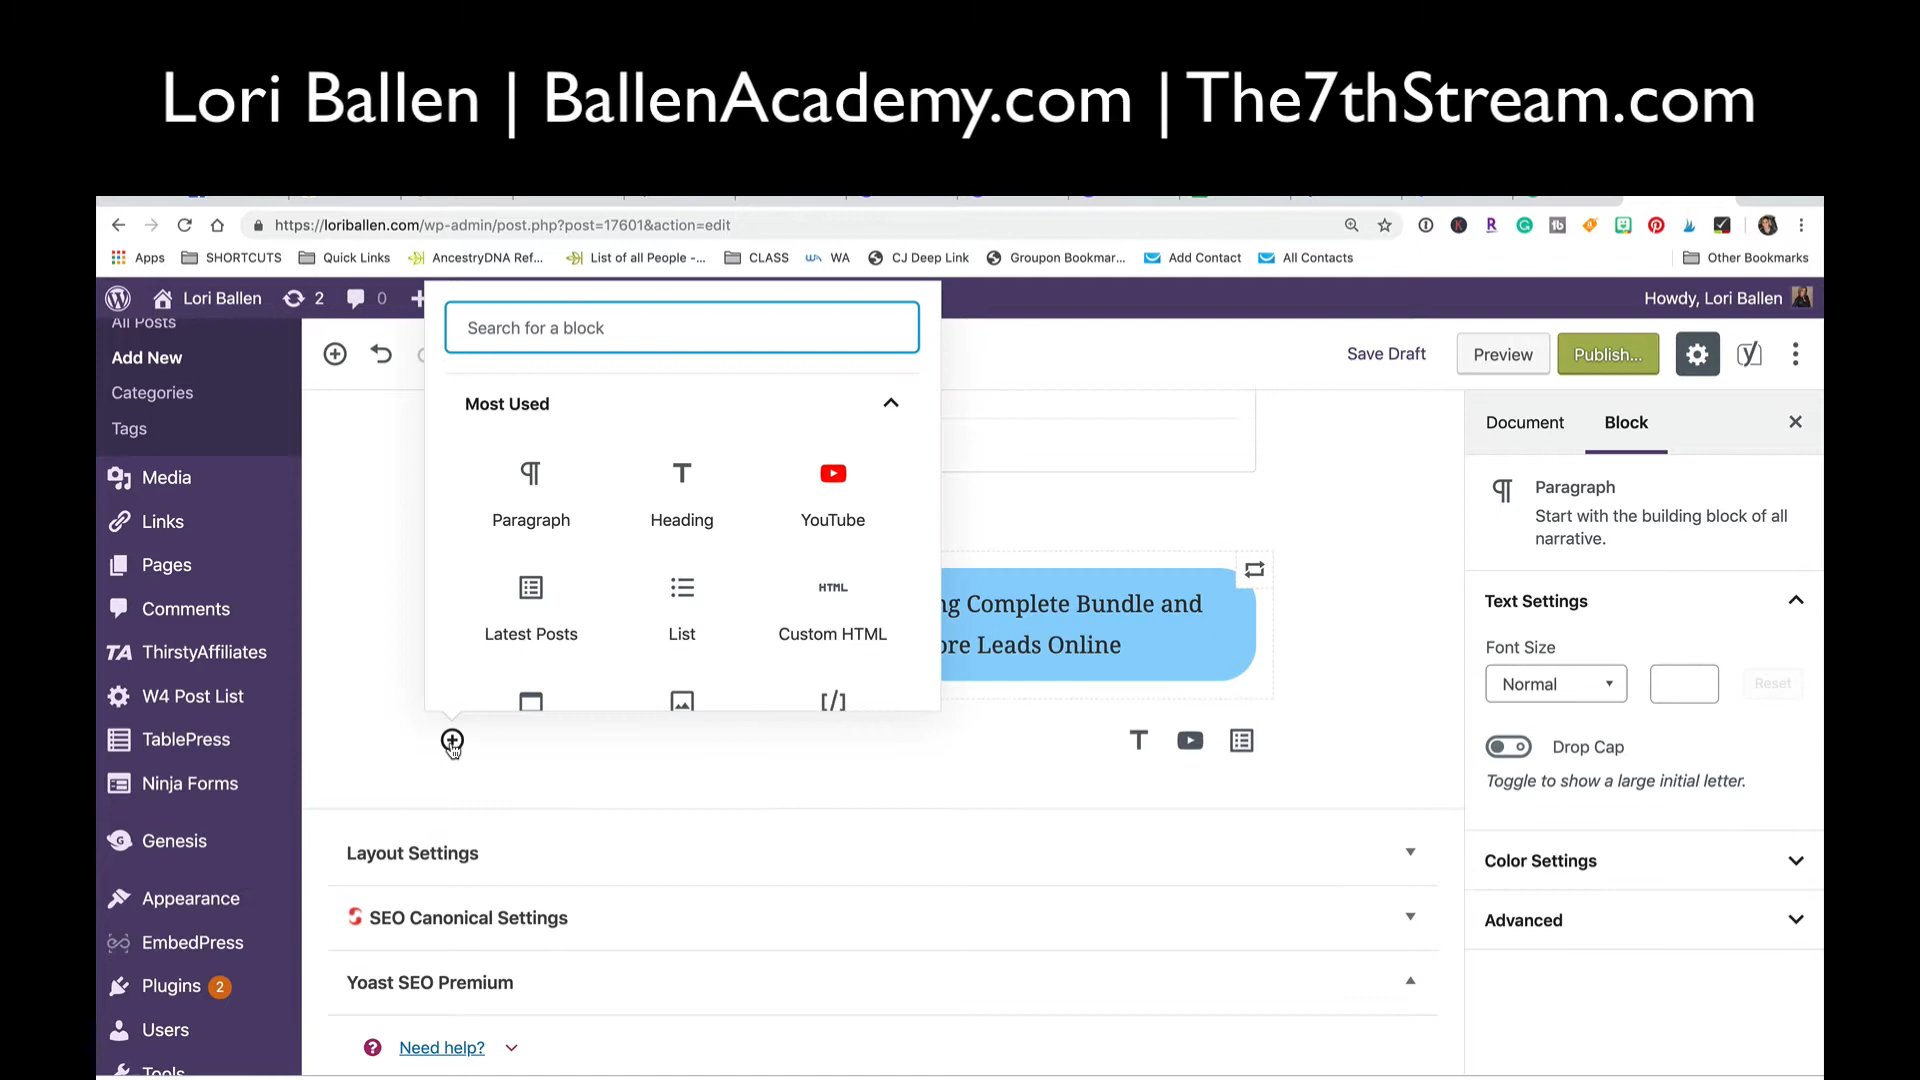 Lori Ballen | BallenAcademy.com | The7thStream.com
https://loriballen.com/wp-admin/post.php?post=17601&action=edit
Apps SHORTCUTS Quick Links AncestryDNA Ref... List of all People -... CLASS WA CJ Deep Link Groupon Bookmar... Add Contact All Contacts Other Bookmarks
Lori Ballen 2 0 Howdy, Lori Ballen
All Posts
Add New
Categories
Tags
Media
Links
Pages
Comments
TA ThirstyAffiliates
W4 Post List
TablePress
Ninja Forms
Genesis
Appearance
EmbedPress
Plugins 2
Users
Tools
Search for a block
Most Used
Paragraph Heading YouTube
HTML
Latest Posts List Custom HTML
[/]
Save Draft Preview Publish...
ng Complete Bundle and
ore Leads Online
Layout Settings
SEO Canonical Settings
Yoast SEO Premium
Need help?
Document Block
Paragraph
Start with the building block of all
narrative.
Text Settings
Font Size
Normal Reset
Drop Cap
Toggle to show a large initial letter.
Color Settings
Advanced